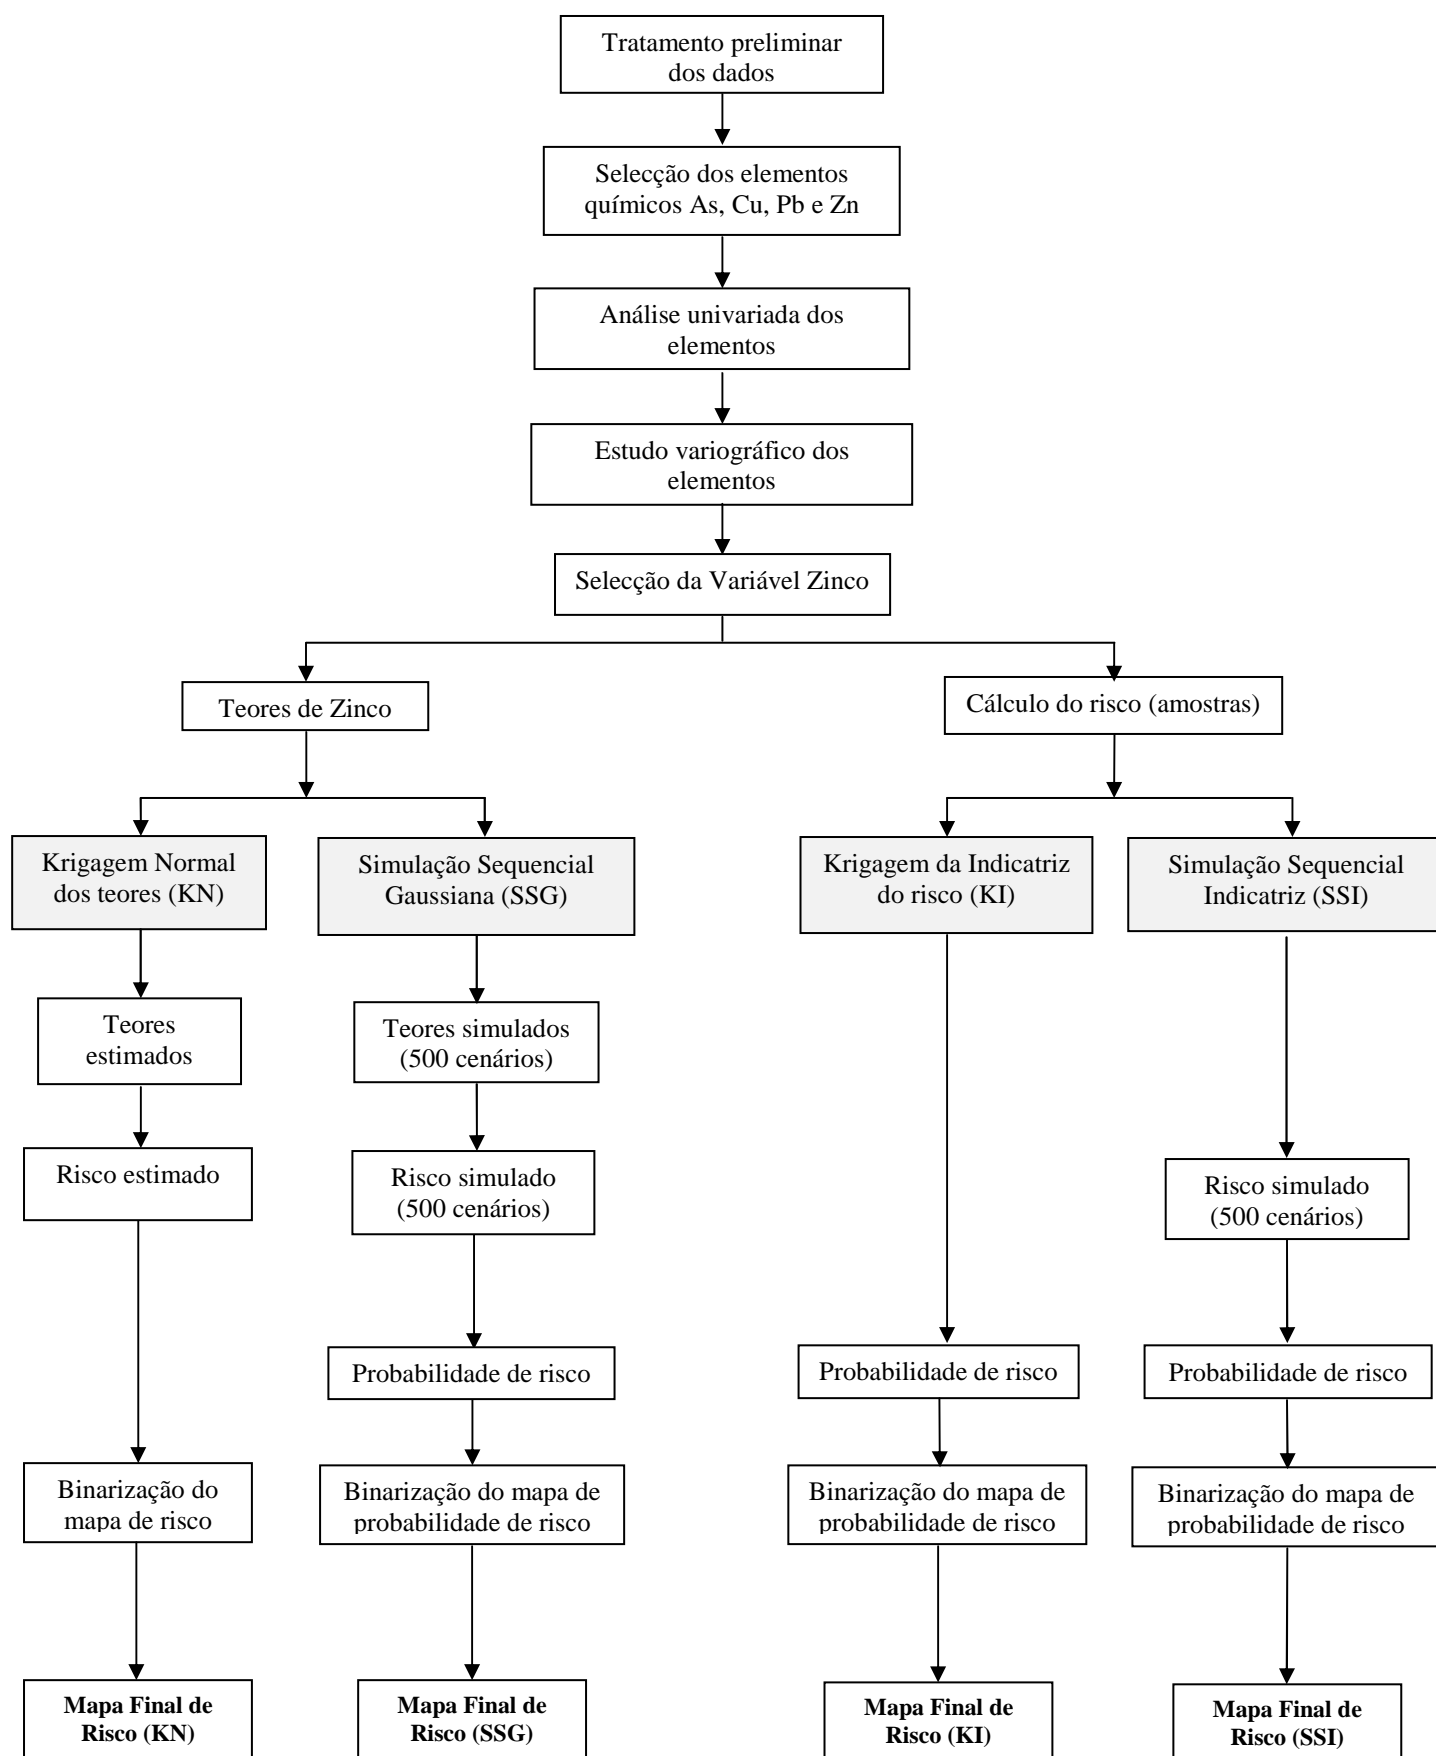 Tratamento preliminar
dos dados
Selecção dos elementos
químicos As, Cu, Pb e Zn
Análise univariada dos
elementos
Estudo variográfico dos
elementos
Selecção da Variável Zinco
Teores de Zinco
Cálculo do risco (amostras)
Krigagem Normal
dos teores (KN)
Simulação Sequencial
Gaussiana (SSG)
Krigagem da Indicatriz
do risco (KI)
Simulação Sequencial
Indicatriz (SSI)
Teores
estimados
Teores simulados
(500 cenários)
Risco estimado
Risco simulado
(500 cenários)
Risco simulado
(500 cenários)
Probabilidade de risco
Probabilidade de risco
Probabilidade de risco
Binarização do
mapa de risco
Binarização do mapa de
probabilidade de risco
Binarização do mapa de
probabilidade de risco
Binarização do mapa de
probabilidade de risco
Mapa Final de
Risco (KN)
Mapa Final de
Risco (SSG)
Mapa Final de
Risco (KI)
Mapa Final de
Risco (SSI)